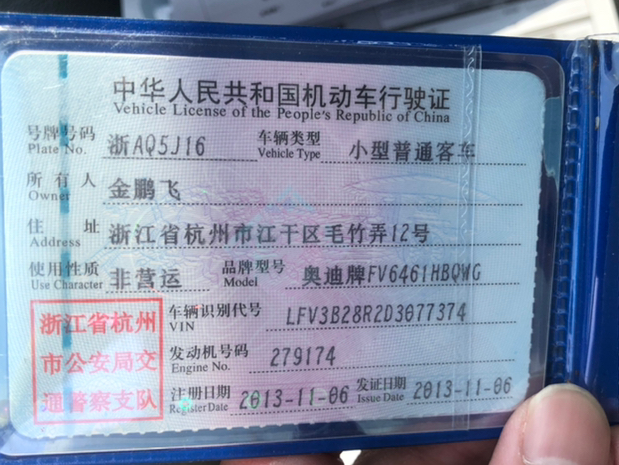 中华人民共和国机动车行驶证
Vehicle License of the People's Republic of China
号牌号码 Plate No. 浙AQ5J16 车辆类型 Vehicle Type 小型普通客车
所有人 Owner 金鹏飞
住址 Address 浙江省杭州市江干区毛竹弄12号
使用性质 Use Character 非营运 品牌型号 Model 奥迪牌FV6461HBQWG
车辆识别代号 VIN LFV3B28R2D3077374
发动机号码 Engine No. 279174
注册日期 Register Date 2013-11-06 发证日期 Issue Date 2013-11-06
浙江省杭州
市公安局交
通警察支队